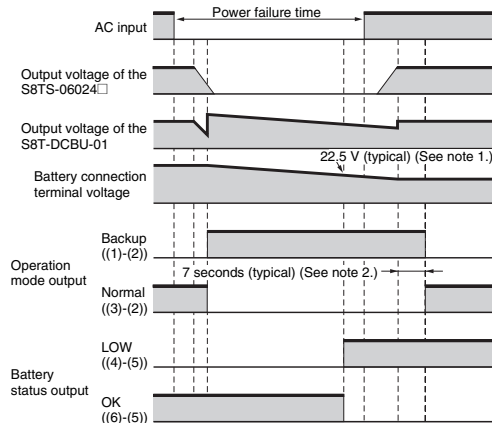 Power failure time
AC input
Output voltage of the
S8TS-06024□
Output voltage of the
S8T-DCBU-01
22.5 V (typical) (See note 1.)
Battery connection
terminal voltage
Backup
((1)-(2))
Operation
mode output
7 seconds (typical) (See note 2.)
Normal
((3)-(2))
LOW
((4)-(5))
Battery
status output
OK
((6)-(5))